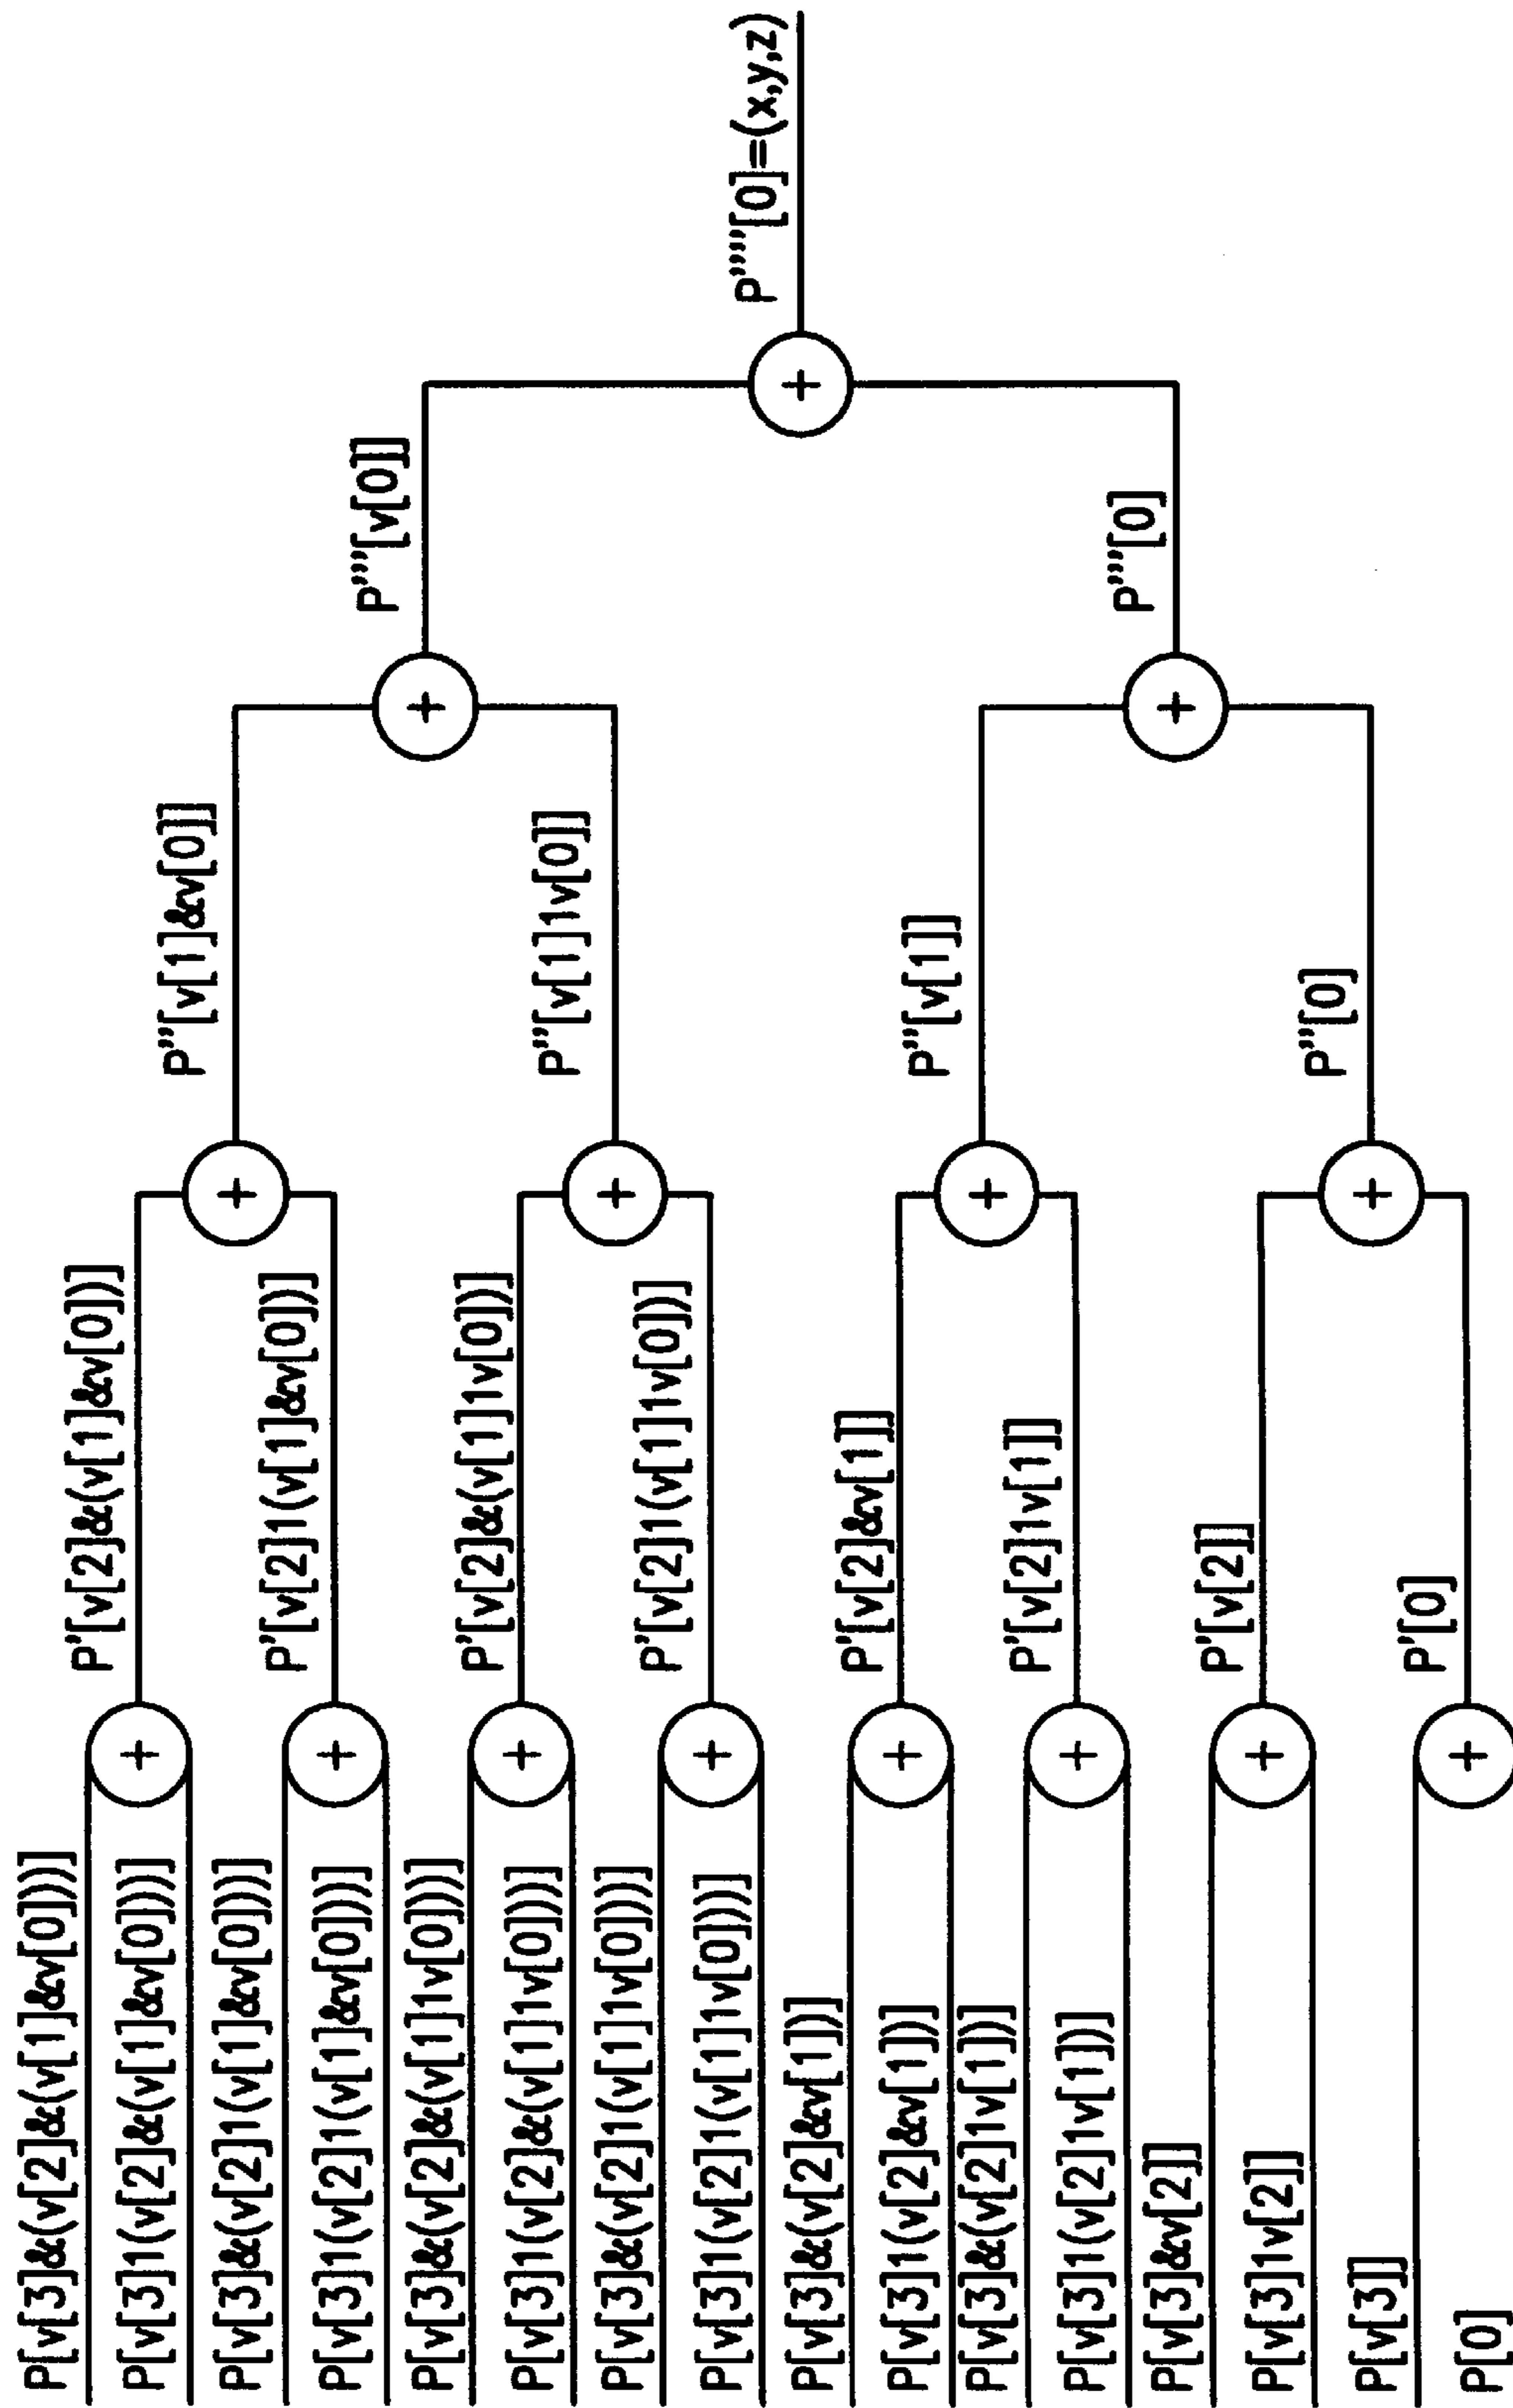 P[v[3]&(v[2]&(v[1]&v[0])))]
P[v[3]1(v[2]&(v[1]&v[0])))]
P[v[3]&(v[2]1(v[1]&v[0])))]
P[v[3]1(v[2]1(v[1]&v[0])))]
P[v[3]&(v[2]&(v[1]1v[0])))]
P[v[3]1(v[2]&(v[1]1v[0])))]
P[v[3]&(v[2]1(v[1]1v[0])))]
P[v[3]1(v[2]1(v[1]1v[0])))]
P[v[3]&(v[2]&v[1]))]
P[v[3]1(v[2]&v[1]))]
P[v[3]&(v[2]1v[1]))]
P[v[3]1(v[2]1v[1]))]
P[v[3]&v[2]]
P[v[3]1v[2]]
P[v[3]]
P[0]
+
+
+
+
+
+
+
+
P'[v[2]&(v[1]&v[0]))]
P'[v[2]1(v[1]&v[0]))]
P'[v[2]&(v[1]1v[0]))]
P'[v[2]1(v[1]1v[0]))]
P'[v[2]&v[1]]
P'[v[2]1v[1]]
P'[v[2]]
P'[0]
+
+
+
+
P''[v[1]&v[0]]
P''[v[1]1v[0]]
P''[v[1]]
P''[0]
+
+
P'''[v[0]]
P'''[0]
+
P''''[0]=(x,y,z)